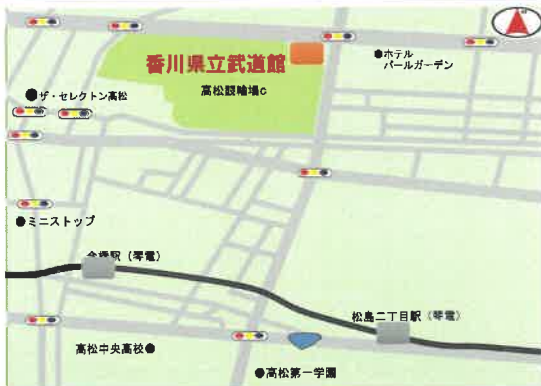 香川県立武道館
高松競輪場C
●ホテル
パールガーデン
●ザ・セレクトン高松
●ミニストップ
今橋駅（琴電）
松島二丁目駅（琴電）
高松中央高校●
●高松第一学園